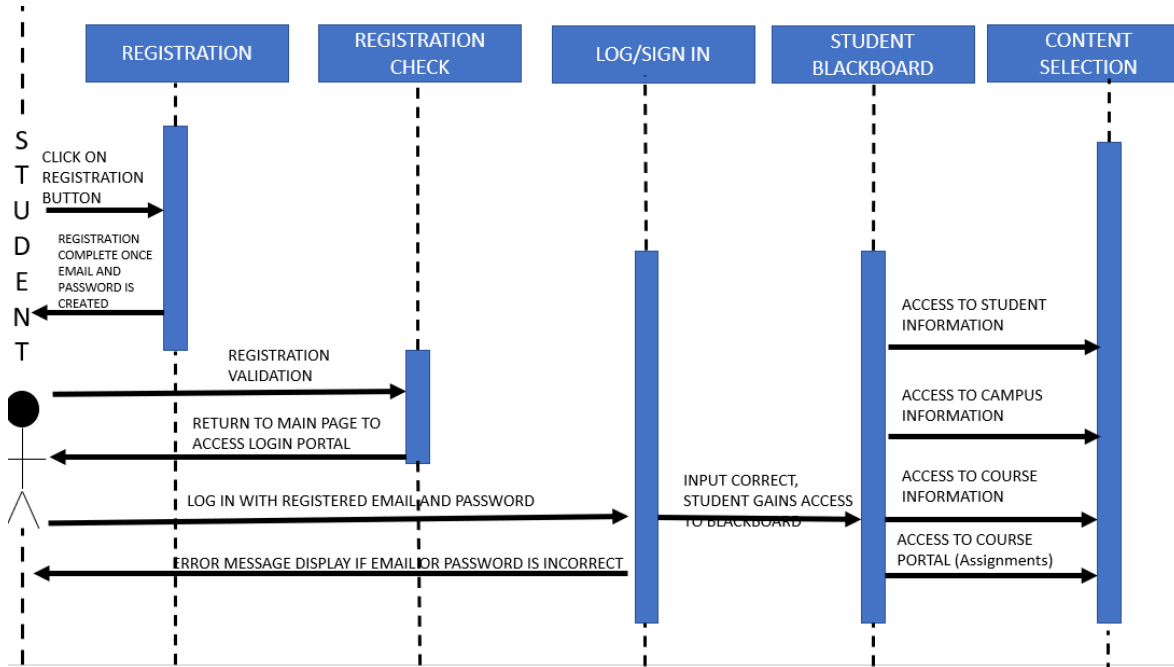 REGISTRATION
REGISTRATION
CHECK
LOG/SIGN IN
STUDENT
BLACKBOARD
CONTENT
SELECTION
S
T
U
D
E
N
T
CLICK ON
REGISTRATION
BUTTON
REGISTRATION
COMPLETE ONCE
EMAIL AND
PASSWORD IS
CREATED
REGISTRATION
VALIDATION
RETURN TO MAIN PAGE TO
ACCESS LOGIN PORTAL
LOG IN WITH REGISTERED EMAIL AND PASSWORD
ERROR MESSAGE DISPLAY IF EMAIL OR PASSWORD IS INCORRECT
INPUT CORRECT,
STUDENT GAINS ACCESS
TO BLACKBOARD
ACCESS TO STUDENT
INFORMATION
ACCESS TO CAMPUS
INFORMATION
ACCESS TO COURSE
INFORMATION
ACCESS TO COURSE
PORTAL (Assignments)